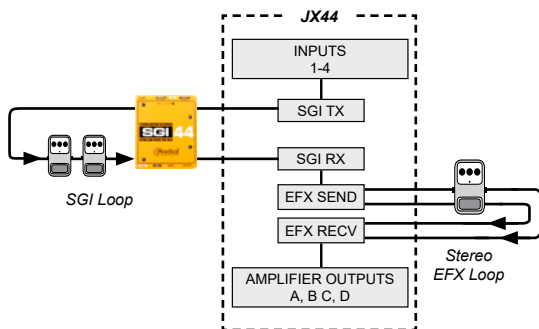 JX44
INPUTS
1-4
SGI TX
SGI 44
Radial
SGI RX
SGI Loop
EFX SEND
EFX RECV
Stereo
EFX Loop
AMPLIFIER OUTPUTS
A, B C, D